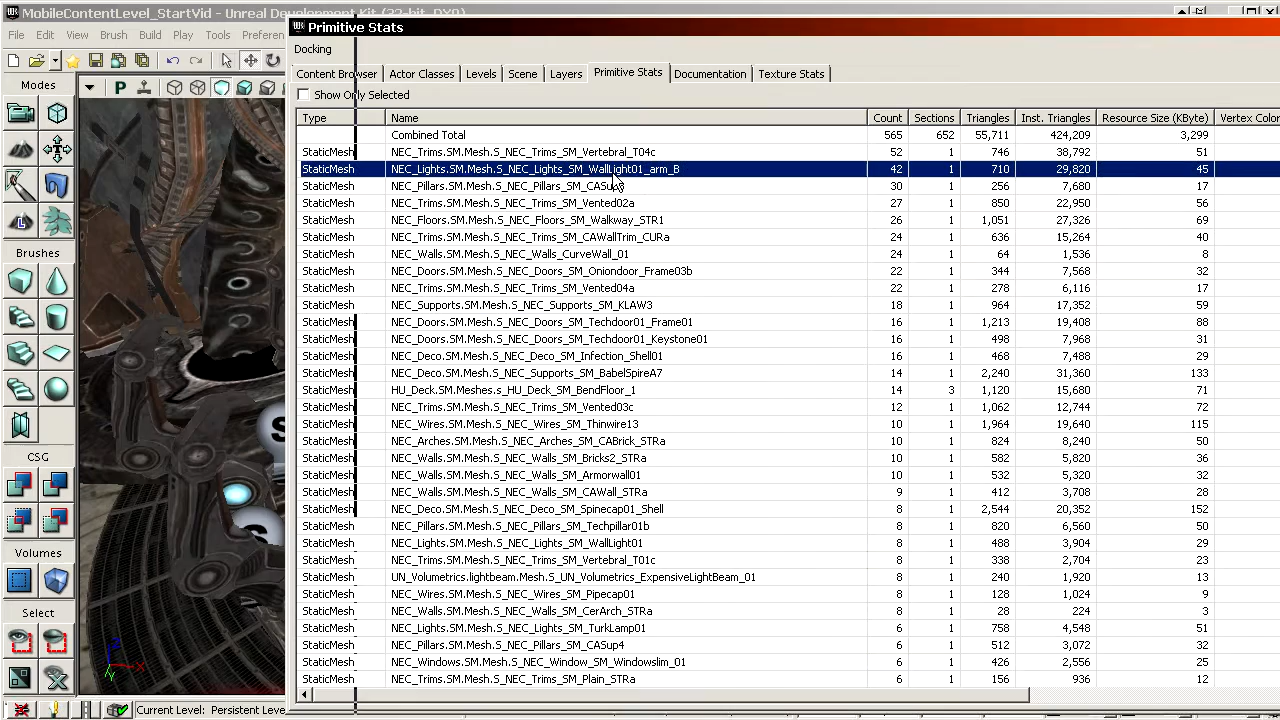 MobileContentLevel_StartVid - Unreal Development Kit (32-bit, DX9)
File Edit View Brush Build Play Tools Preferen
Primitive Stats
Docking
Content Browser Actor Classes Levels Scene Layers Primitive Stats Documentation Texture Stats
Show Only Selected
Type Name Count Sections Triangles Inst. Triangles Resource Size (KByte) Vertex Color
Combined Total 565 652 55,711 424,209 3,299
StaticMesh NEC_Trims.SM.Mesh.S_NEC_Trims_SM_Vertebral_T04c 52 1 746 38,792 51
StaticMesh NEC_Lights.SM.Mesh.S_NEC_Lights_SM_WallLight01_arm_B 42 1 710 29,820 45
StaticMesh NEC_Pillars.SM.Mesh.S_NEC_Pillars_SM_CASup 30 1 256 7,680 17
StaticMesh NEC_Trims.SM.Mesh.S_NEC_Trims_SM_Vented02a 27 1 850 22,950 56
StaticMesh NEC_Floors.SM.Mesh.S_NEC_Floors_SM_Walkway_STR1 26 1 1,051 27,326 69
StaticMesh NEC_Trims.SM.Mesh.S_NEC_Trims_SM_CAWallTrim_CURa 24 1 636 15,264 40
StaticMesh NEC_Walls.SM.Mesh.S_NEC_Walls_CurveWall_01 24 1 64 1,536 8
StaticMesh NEC_Doors.SM.Mesh.S_NEC_Doors_SM_Oniondoor_Frame03b 22 1 344 7,568 32
StaticMesh NEC_Trims.SM.Mesh.S_NEC_Trims_SM_Vented04a 22 1 278 6,116 17
StaticMesh NEC_Supports.SM.Mesh.S_NEC_Supports_SM_KLAW3 18 1 964 17,352 59
StaticMesh NEC_Doors.SM.Mesh.S_NEC_Doors_SM_Techdoor01_Frame01 16 1 1,213 19,408 88
StaticMesh NEC_Doors.SM.Mesh.S_NEC_Doors_SM_Techdoor01_Keystone01 16 1 498 7,968 31
StaticMesh NEC_Deco.SM.Mesh.S_NEC_Deco_SM_Infection_Shell01 16 1 468 7,488 29
StaticMesh NEC_Deco.SM.Mesh.S_NEC_Supports_SM_BabelSpireA7 14 1 2,240 31,360 133
StaticMesh HU_Deck.SM.Meshes.s_HU_Deck_SM_BendFloor_1 14 3 1,120 15,680 71
StaticMesh NEC_Trims.SM.Mesh.S_NEC_Trims_SM_Vented03c 12 1 1,062 12,744 72
StaticMesh NEC_Wires.SM.Mesh.S_NEC_Wires_SM_Thinwire13 10 1 1,964 19,640 115
StaticMesh NEC_Arches.SM.Mesh.S_NEC_Arches_SM_CABrick_STRa 10 1 824 8,240 50
StaticMesh NEC_Walls.SM.Mesh.S_NEC_Walls_SM_Bricks2_STRa 10 1 582 5,820 36
StaticMesh NEC_Walls.SM.Mesh.S_NEC_Walls_SM_Armorwall01 10 1 532 5,320 32
StaticMesh NEC_Walls.SM.Mesh.S_NEC_Walls_SM_CAWall_STRa 9 1 412 3,708 28
StaticMesh NEC_Deco.SM.Mesh.S_NEC_Deco_SM_Spinecap01_Shell 8 1 2,544 20,352 152
StaticMesh NEC_Pillars.SM.Mesh.S_NEC_Pillars_SM_Techpillar01b 8 1 820 6,560 50
StaticMesh NEC_Lights.SM.Mesh.S_NEC_Lights_SM_WallLight01 8 1 488 3,904 29
StaticMesh NEC_Trims.SM.Mesh.S_NEC_Trims_SM_Vertebral_T01c 8 1 338 2,704 23
StaticMesh UN_Volumetrics.lightbeam.Mesh.S_UN_Volumetrics_ExpensiveLightBeam_01 8 1 240 1,920 13
StaticMesh NEC_Wires.SM.Mesh.S_NEC_Wires_SM_Pipecap01 8 1 128 1,024 9
StaticMesh NEC_Walls.SM.Mesh.S_NEC_Walls_SM_CerArch_STRa 8 1 28 224 3
StaticMesh NEC_Lights.SM.Mesh.S_NEC_Lights_SM_TurkLamp01 6 1 758 4,548 51
StaticMesh NEC_Pillars.SM.Mesh.S_NEC_Pillars_SM_CASup4 6 1 512 3,072 32
StaticMesh NEC_Windows.SM.Mesh.S_NEC_Window_SM_Windowslim_01 6 1 426 2,556 25
StaticMesh NEC_Trims.SM.Mesh.S_NEC_Trims_SM_Plain_STRa 6 1 156 936 12
Modes
Brushes
CSG
Volumes
Select
Z
X
Y
S
S
Current Level: Persistent Leve